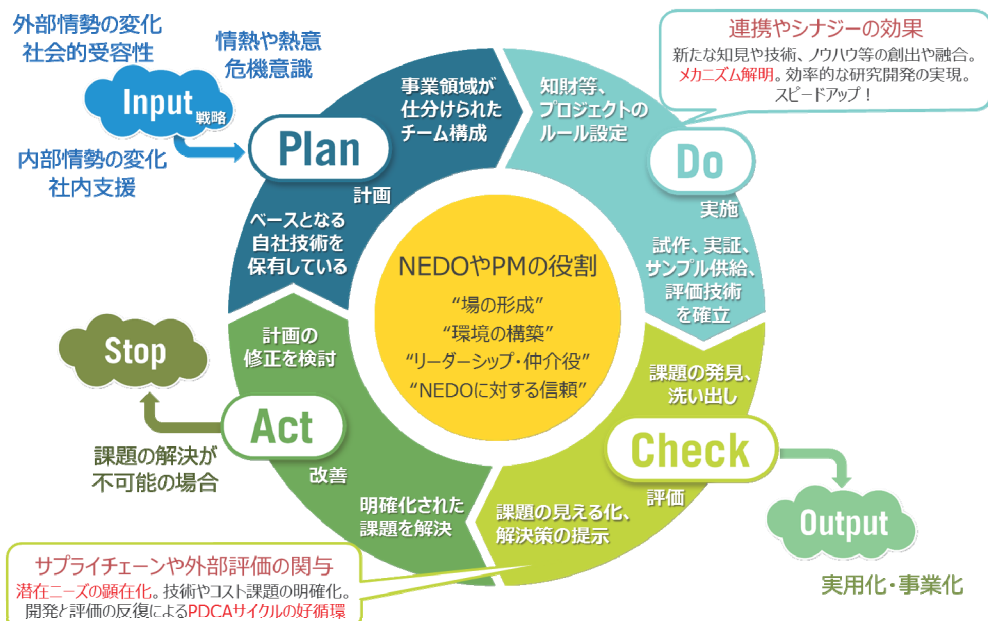 外部情勢の変化
社会的受容性
情熱や熱意
危機意識
Input 戦略
内部情勢の変化
社内支援
Plan
計画
事業領域が
仕分けられた
チーム構成
ベースとなる
自社技術を
保有している
連携やシナジーの効果
新たな知見や技術、ノウハウ等の創出や融合。
メカニズム解明。効率的な研究開発の実現。
スピードアップ！
知財等、
プロジェクトの
ルール設定
Do
実施
試作、実証、
サンプル供給、
評価技術
を確立
NEDOやPMの役割
“場の形成”
“環境の構築”
“リーダーシップ・仲介役”
“NEDOに対する信頼”
課題の発見、
洗い出し
Check
評価
課題の見える化、
解決策の提示
Output
実用化・事業化
計画の
修正を検討
Act
改善
明確化された
課題を解決
Stop
課題の解決が
不可能の場合
サプライチェーンや外部評価の関与
潜在ニーズの顕在化。技術やコスト課題の明確化。
開発と評価の反復によるPDCAサイクルの好循環